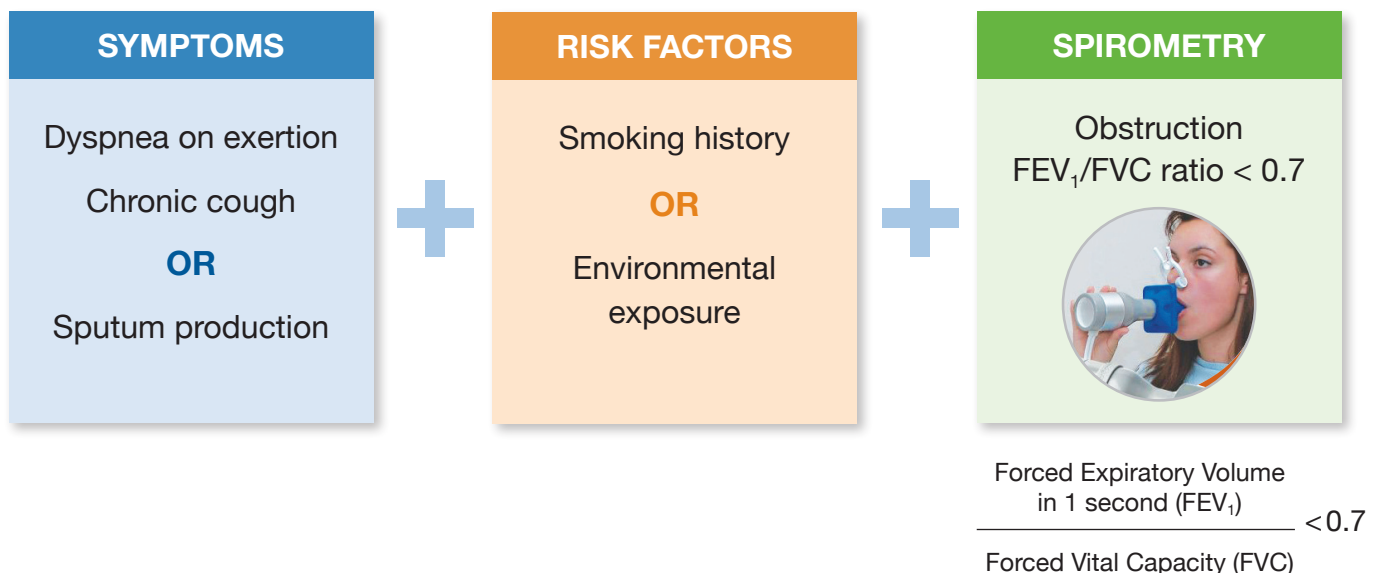 SYMPTOMS
Dyspnea on exertion
Chronic cough
OR
Sputum production
RISK FACTORS
Smoking history
OR
Environmental
exposure
SPIROMETRY
Obstruction
FEV₁/FVC ratio < 0.7
Forced Expiratory Volume
in 1 second (FEV₁)
<0.7
Forced Vital Capacity (FVC)